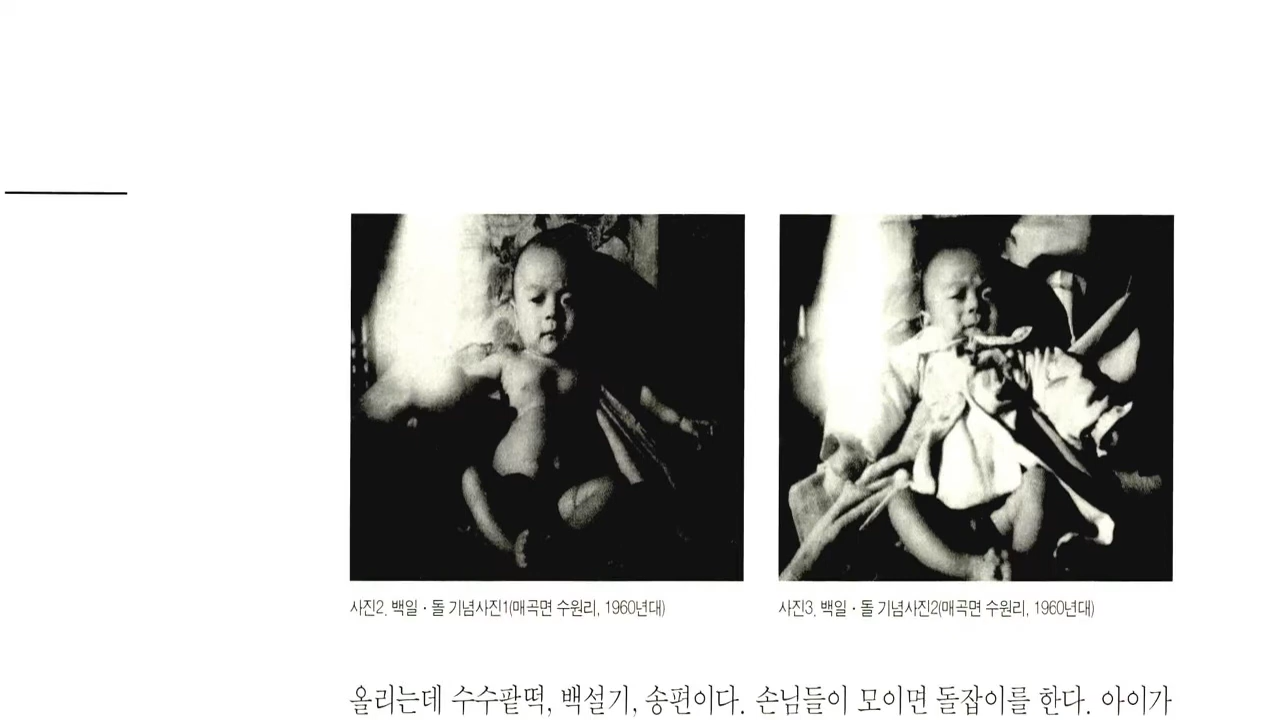 사진2. 백일 · 돌 기념사진1(매곡면 수원리, 1960년대)
사진3. 백일 · 돌 기념사진2(매곡면 수원리, 1960년대)
올리는데 수수팥떡, 백설기, 송편이다. 손님들이 모이면 돌잡이를 한다. 아이가